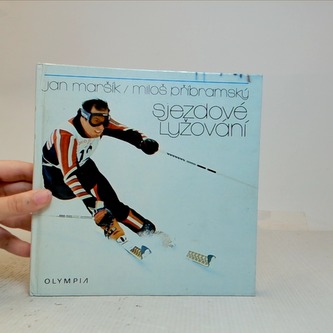 jan maršík / miloš příbramský
sjezdové
lyžování
OLYMPIA